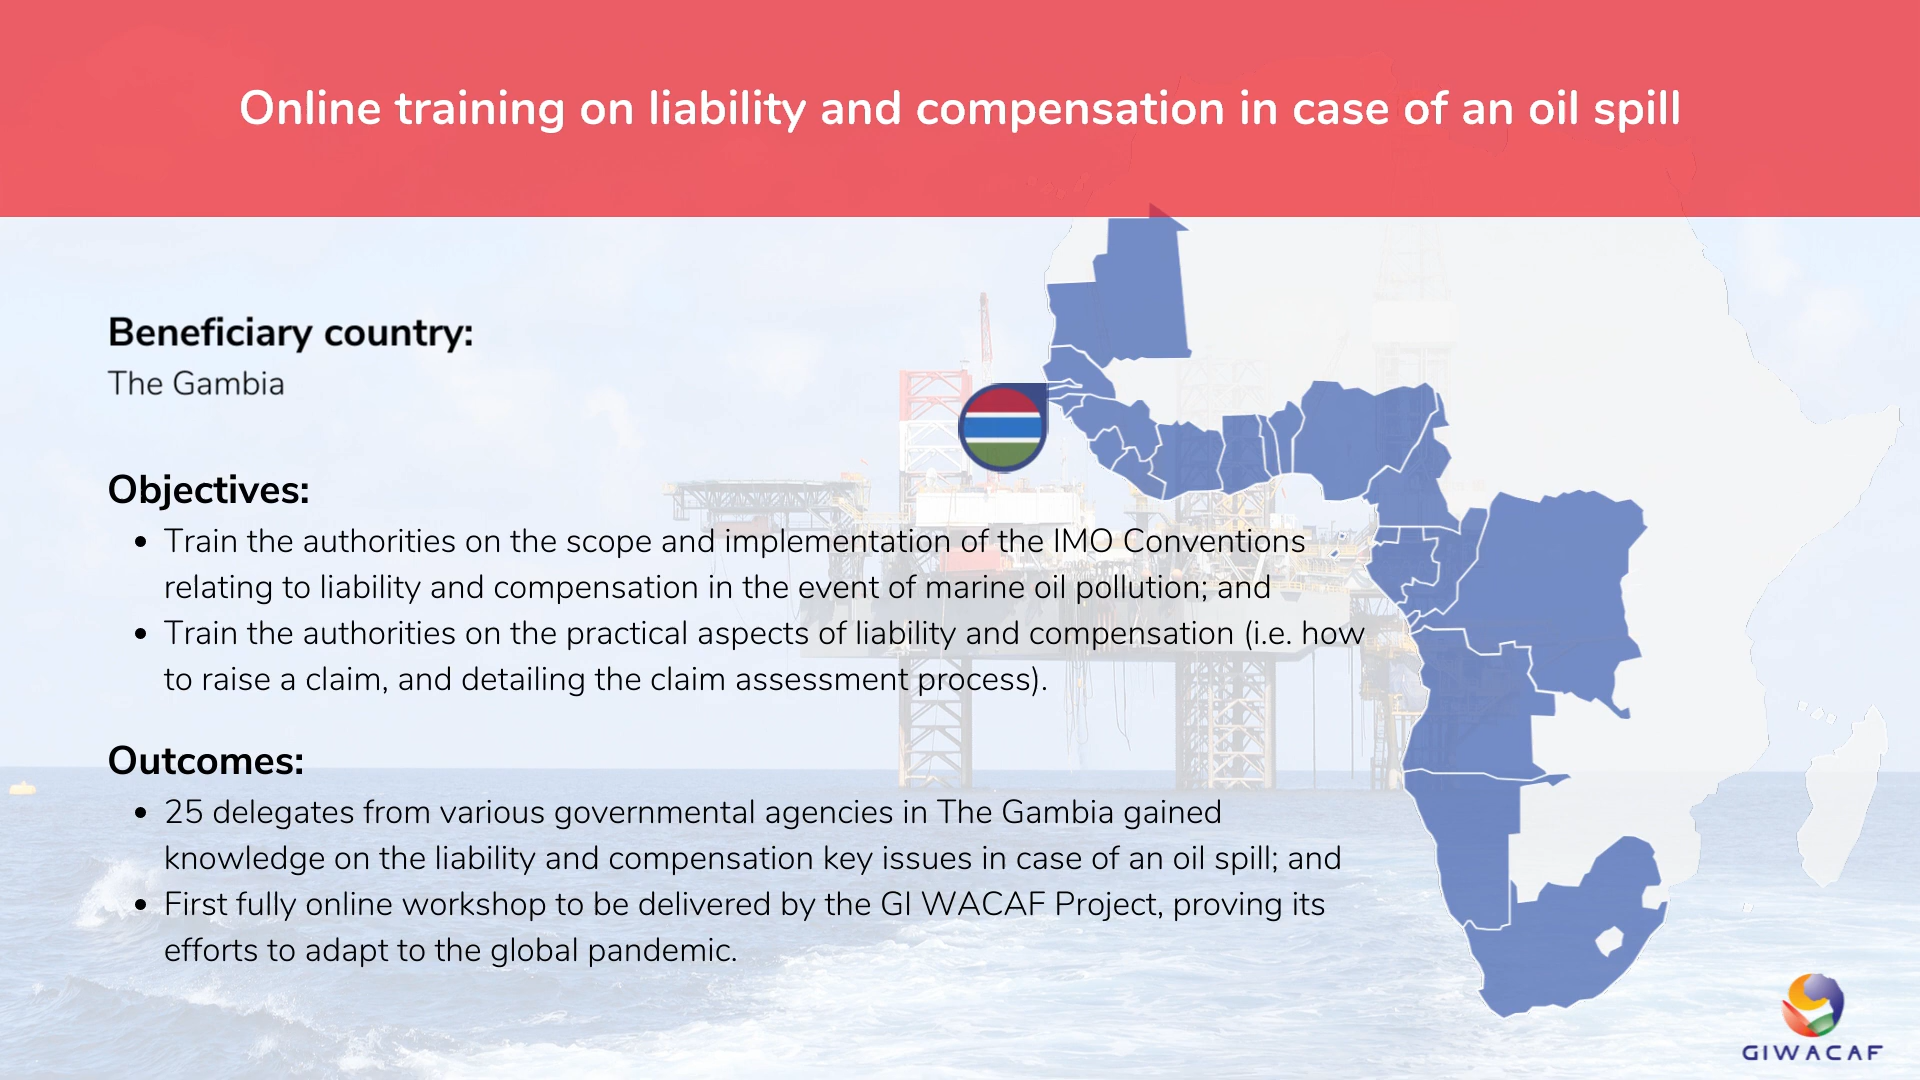 Online training on liability and compensation in case of an oil spill
Beneficiary country:
The Gambia
Objectives:
• Train the authorities on the scope and implementation of the IMO Conventions
relating to liability and compensation in the event of marine oil pollution; and
• Train the authorities on the practical aspects of liability and compensation (i.e. how
to raise a claim, and detailing the claim assessment process).
Outcomes:
• 25 delegates from various governmental agencies in The Gambia gained
knowledge on the liability and compensation key issues in case of an oil spill; and
• First fully online workshop to be delivered by the GI WACAF Project, proving its
efforts to adapt to the global pandemic.
GIWACAF